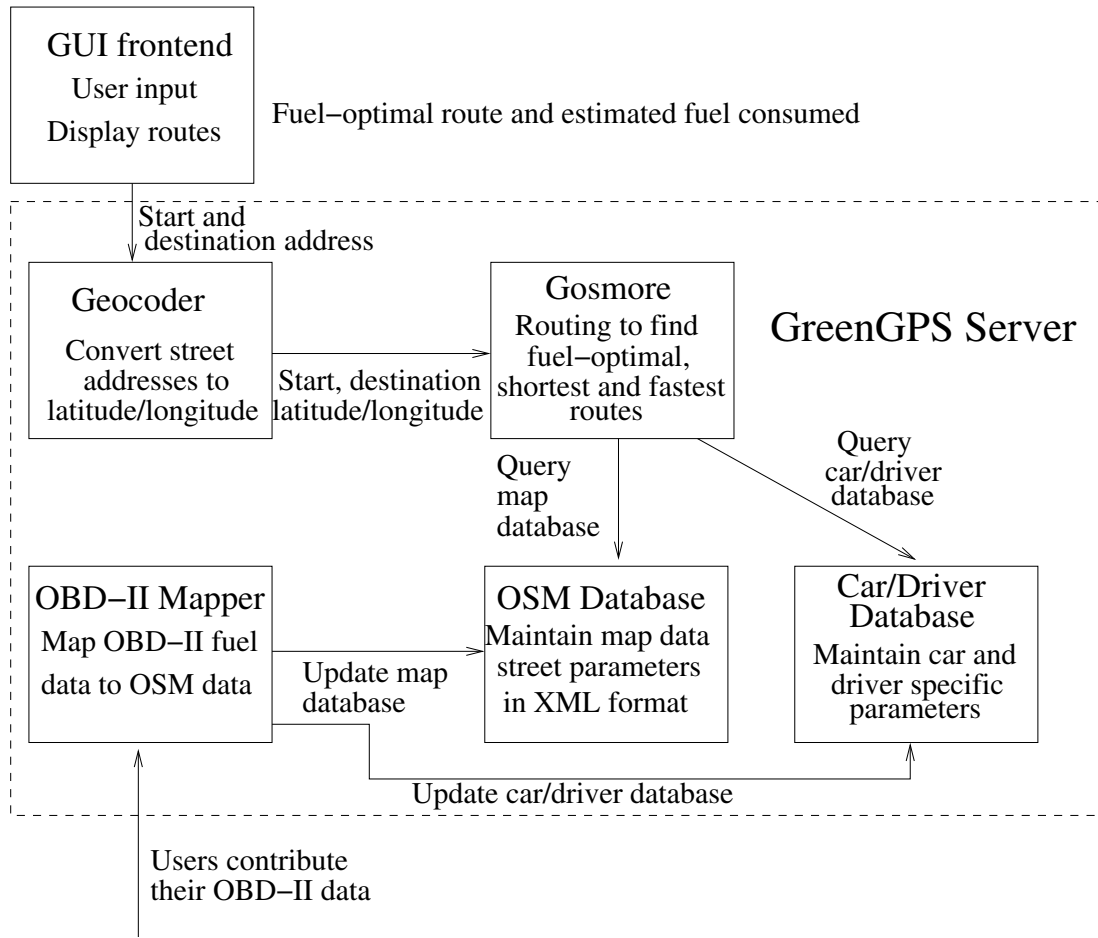 GUI frontend
User input
Display routes
Fuel−optimal route and estimated fuel consumed
Start and
destination address
Geocoder
Convert street
addresses to
latitude/longitude
Start, destination
latitude/longitude
Gosmore
Routing to find
fuel−optimal,
shortest and fastest
routes
GreenGPS Server
Query
map
database
Query
car/driver
database
OBD−II Mapper
Map OBD−II fuel
data to OSM data
Update map
database
OSM Database
Maintain map data
street parameters
in XML format
Car/Driver
Database
Maintain car and
driver specific
parameters
Update car/driver database
Users contribute
their OBD−II data